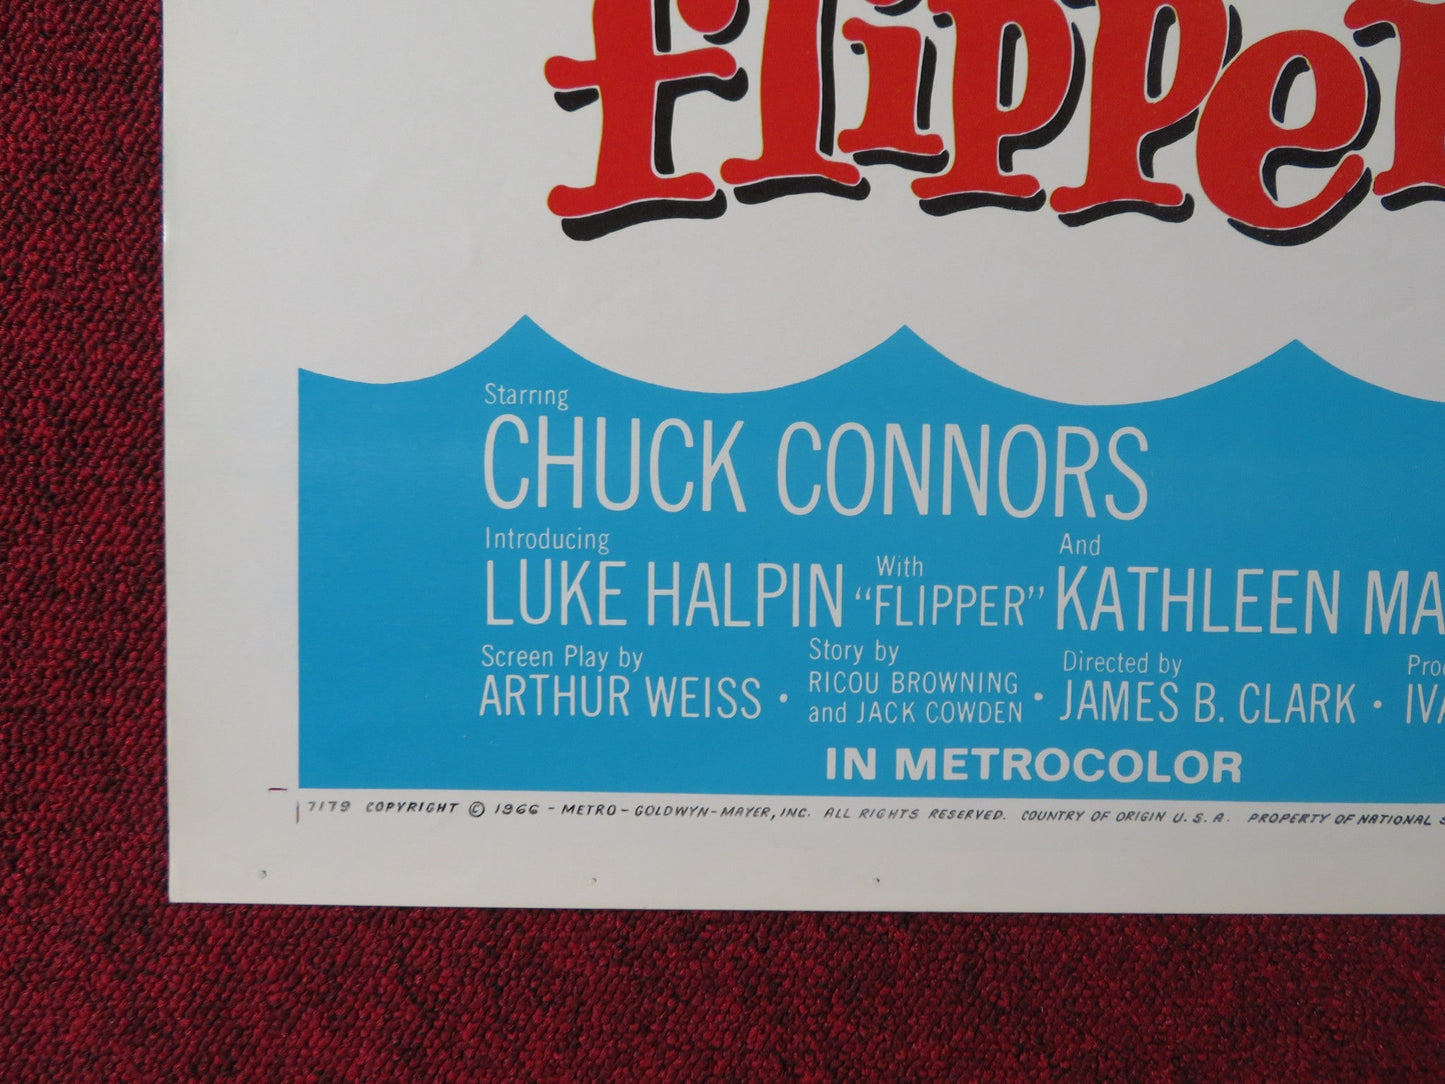 Flipper
Starring
CHUCK CONNORS
Introducing
LUKE HALPIN With "FLIPPER" And KATHLEEN
Screen Play by
ARTHUR WEISS •
Story by
RICOU BROWNING
and JACK COWDEN •
Directed by
JAMES B. CLARK •
IN METROCOLOR
7179 COPYRIGHT © 1966 - METRO-GOLDWYN-MAYER, INC. ALL RIGHTS RESERVED. COUNTRY OF ORIGIN U.S.A. PROPERTY OF NATIONAL